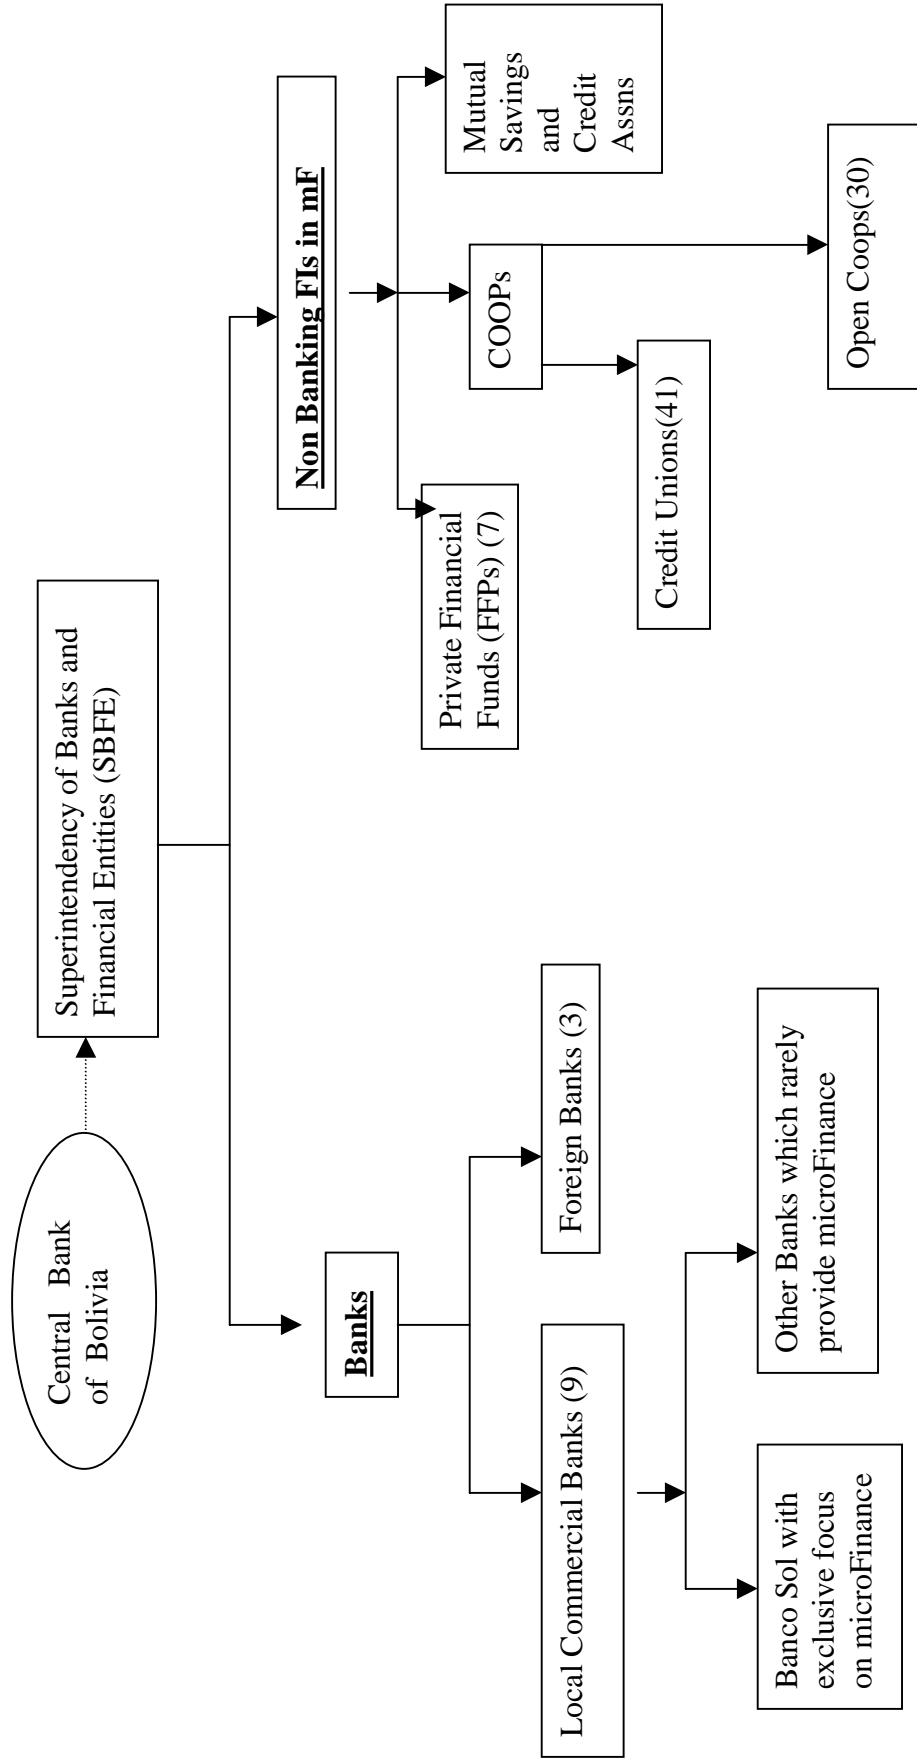 Central Bank
of Bolivia
Superintendency of Banks and
Financial Entities (SBFE)
Banks
Non Banking FIs in mF
Local Commercial Banks (9)
Foreign Banks (3)
Banco Sol with
exclusive focus
on microFinance
Other Banks which rarely
provide microFinance
Private Financial
Funds (FFPs) (7)
COOPs
Mutual
Savings
and
Credit
Assns
Credit Unions(41)
Open Coops(30)